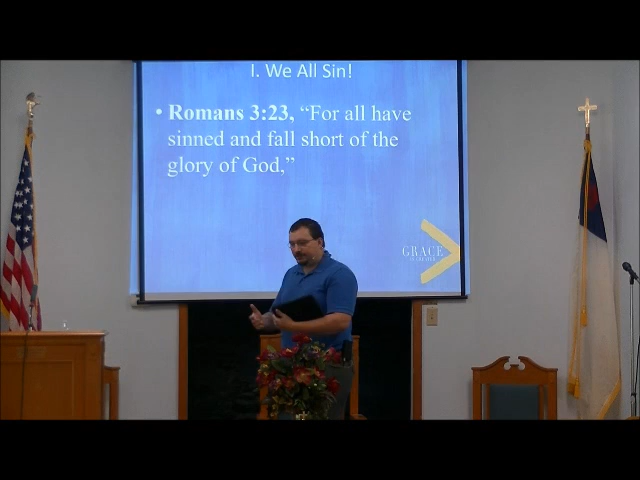 I. We All Sin!
• Romans 3:23, “For all have
sinned and fall short of the
glory of God,”
GRACE